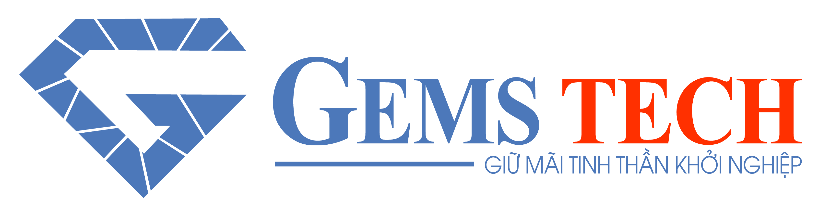 GEMS TECH
GIỮ MÃI TINH THẦN KHỞI NGHIỆP